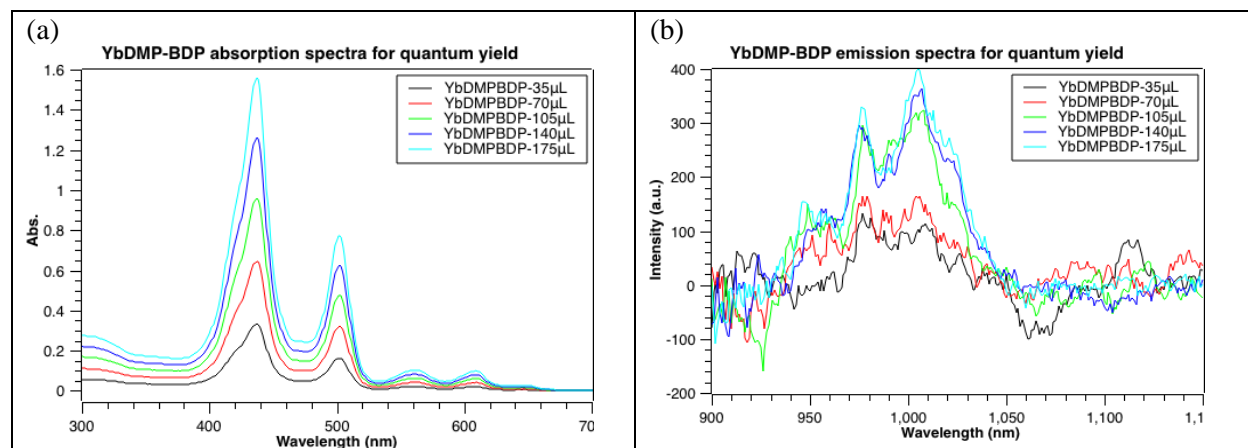 (a)
YbDMP-BDP absorption spectra for quantum yield
1.6
1.4
1.2
1
0.8
0.6
0.4
0.2
0
Abs.
YbDMPBDP-35µL
YbDMPBDP-70µL
YbDMPBDP-105µL
YbDMPBDP-140µL
YbDMPBDP-175µL
300
400
500
600
70
Wavelength (nm)
(b)
YbDMP-BDP emission spectra for quantum yield
400
300
200
100
0
-100
-200
Intensity (a.u.)
YbDMPBDP-35µL
YbDMPBDP-70µL
YbDMPBDP-105µL
YbDMPBDP-140µL
YbDMPBDP-175µL
900
950
1,000
1,050
1,100
1,1
Wavelength (nm)